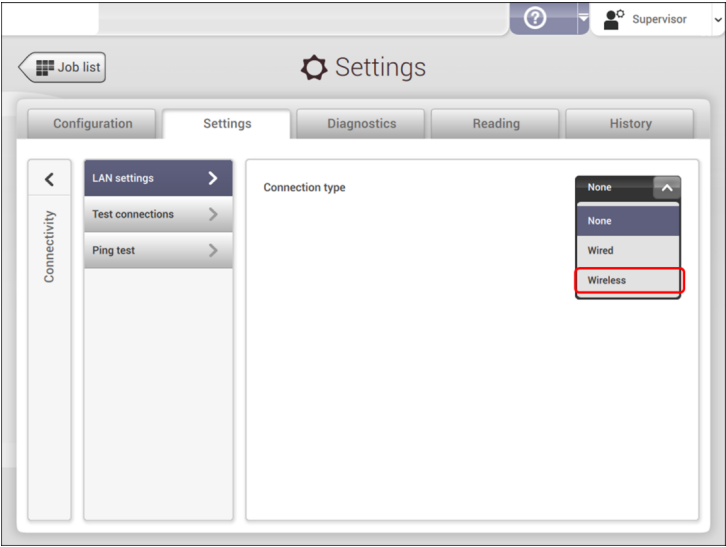 Supervisor
Job list
Settings
Configuration
Settings
Diagnostics
Reading
History
Connectivity
LAN settings
Test connections
Ping test
Connection type
None
None
Wired
Wireless